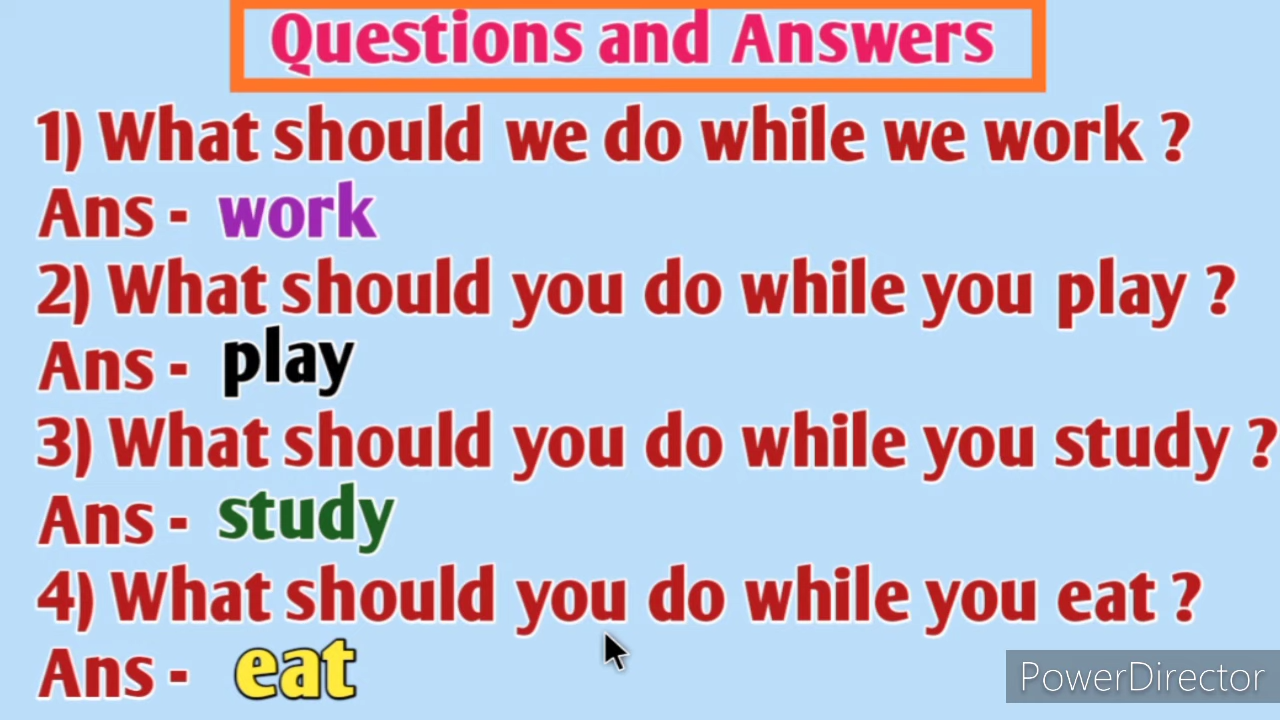 Questions and Answers
1) What should we do while we work ?
Ans - work
2) What should you do while you play ?
Ans - play
3) What should you do while you study ?
Ans - study
4) What should you do while you eat ?
Ans - eat
PowerDirector